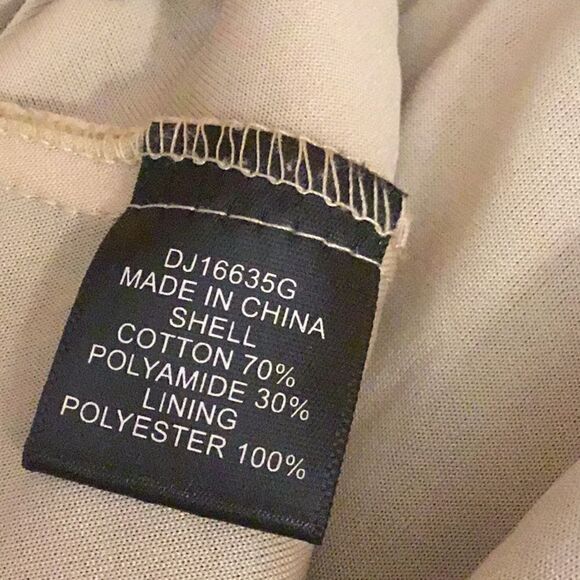 DJ16635G
MADE IN CHINA
SHELL
COTTON 70%
POLYAMIDE 30%
LINING
POLYESTER 100%